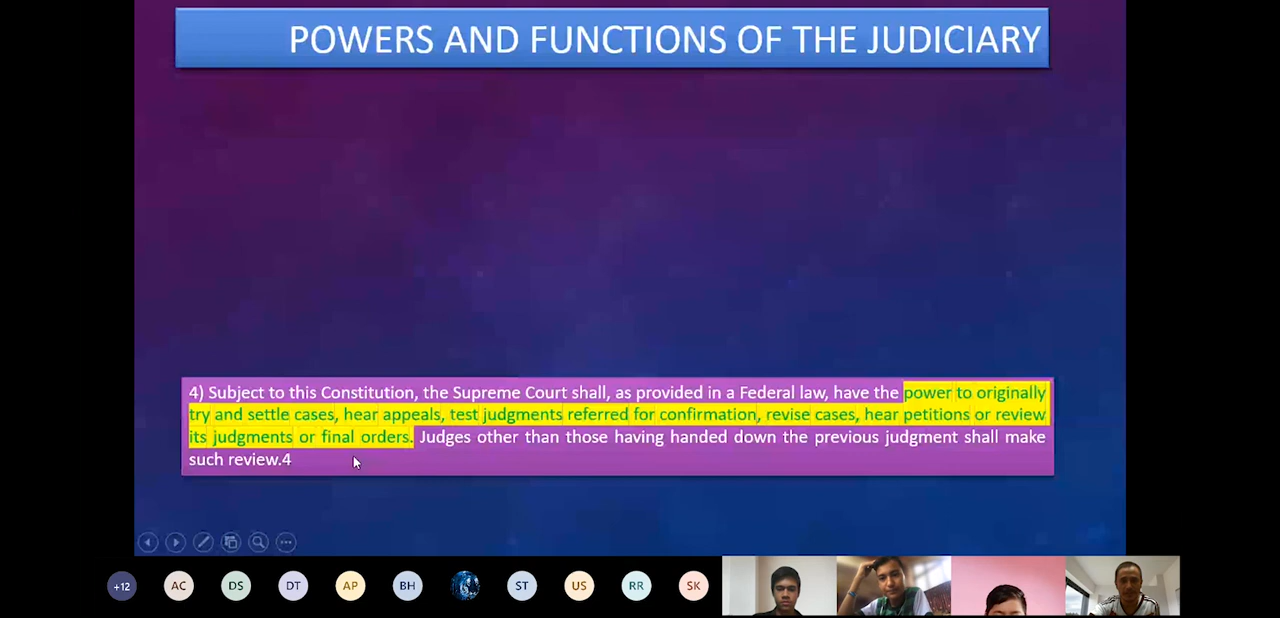 POWERS AND FUNCTIONS OF THE JUDICIARY
4) Subject to this Constitution, the Supreme Court shall, as provided in a Federal law, have the power to originally
try and settle cases, hear appeals, test judgments referred for confirmation, revise cases, hear petitions or review
its judgments or final orders. Judges other than those having handed down the previous judgment shall make
such review.4
+12 AC DS DT AP BH ST US RR SK